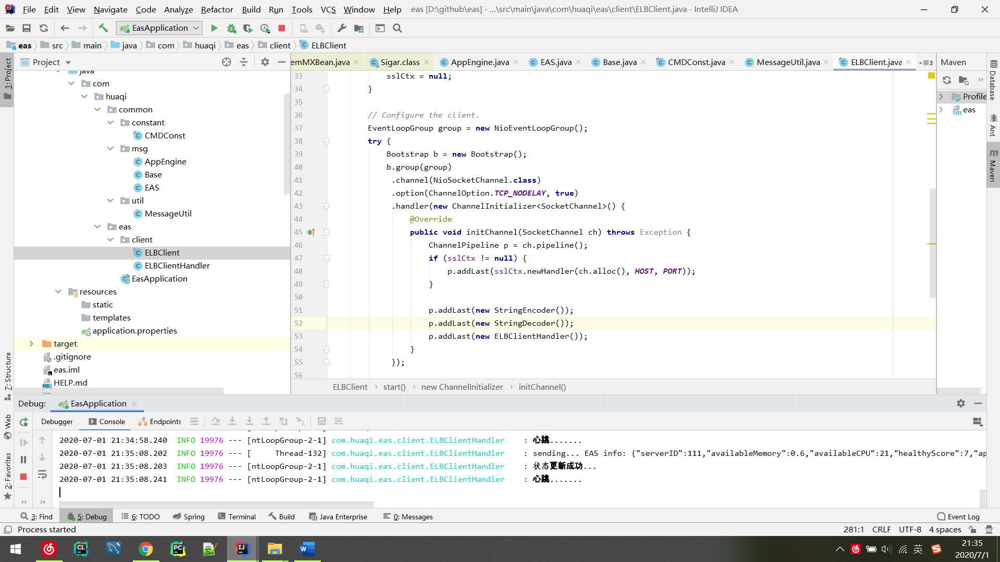 File Edit View Navigate Code Analyze Refactor Build Run Tools VCS Window Help eas [D:\github\eas] - ...\src\main\java\com\huaqi\eas\client\ELBClient.java - IntelliJ IDEA
EasApplication
eas src main java com huaqi eas client ELBClient
1: Project
Project
java
com
huaqi
common
constant
CMDConst
msg
AppEngine
Base
EAS
util
MessageUtil
eas
client
ELBClient
ELBClientHandler
EasApplication
resources
static
templates
application.properties
target
.gitignore
eas.iml
HELP.md
7: Structure
Web
2: Favorites
emMXBean.java Sigar.class AppEngine.java EAS.java Base.java CMDConst.java MessageUtil.java ELBClient.java 3
33 sslCtx = null;
34 }
35
36 // Configure the client.
37 EventLoopGroup group = new NioEventLoopGroup();
38 try {
39 Bootstrap b = new Bootstrap();
40 b.group(group)
41 .channel(NioSocketChannel.class)
42 .option(ChannelOption.TCP_NODELAY, true)
43 .handler(new ChannelInitializer<SocketChannel>() {
44 @Override
45 public void initChannel(SocketChannel ch) throws Exception {
46 ChannelPipeline p = ch.pipeline();
47 if (sslCtx != null) {
48 p.addLast(sslCtx.newHandler(ch.alloc(), HOST, PORT));
49 }
50
51 p.addLast(new StringEncoder());
52 p.addLast(new StringDecoder());
53 p.addLast(new ELBClientHandler());
54 }
55 });
56
ELBClient › start() › new ChannelInitializer › initChannel()
Maven
Profile
eas
Database
Ant
Maven
Debug: EasApplication
Debugger Console Endpoints
2020-07-01 21:34:58.240 INFO 19976 --- [ntLoopGroup-2-1] com.huaqi.eas.client.ELBClientHandler : 心跳.......
2020-07-01 21:35:08.202 INFO 19976 --- [ Thread-132] com.huaqi.eas.client.ELBClientHandler : sending... EAS info: {"serverID":111,"availableMemory":0.6,"availableCPU":21,"healthyScore":7,"ap
2020-07-01 21:35:08.203 INFO 19976 --- [ntLoopGroup-2-1] com.huaqi.eas.client.ELBClientHandler : 状态更新成功...
2020-07-01 21:35:08.241 INFO 19976 --- [ntLoopGroup-2-1] com.huaqi.eas.client.ELBClientHandler : 心跳.......
3: Find 5: Debug 6: TODO Spring Terminal Build Java Enterprise 0: Messages Event Log
Process started 281:1 CRLF UTF-8 4 spaces
英 21:35
2020/7/1